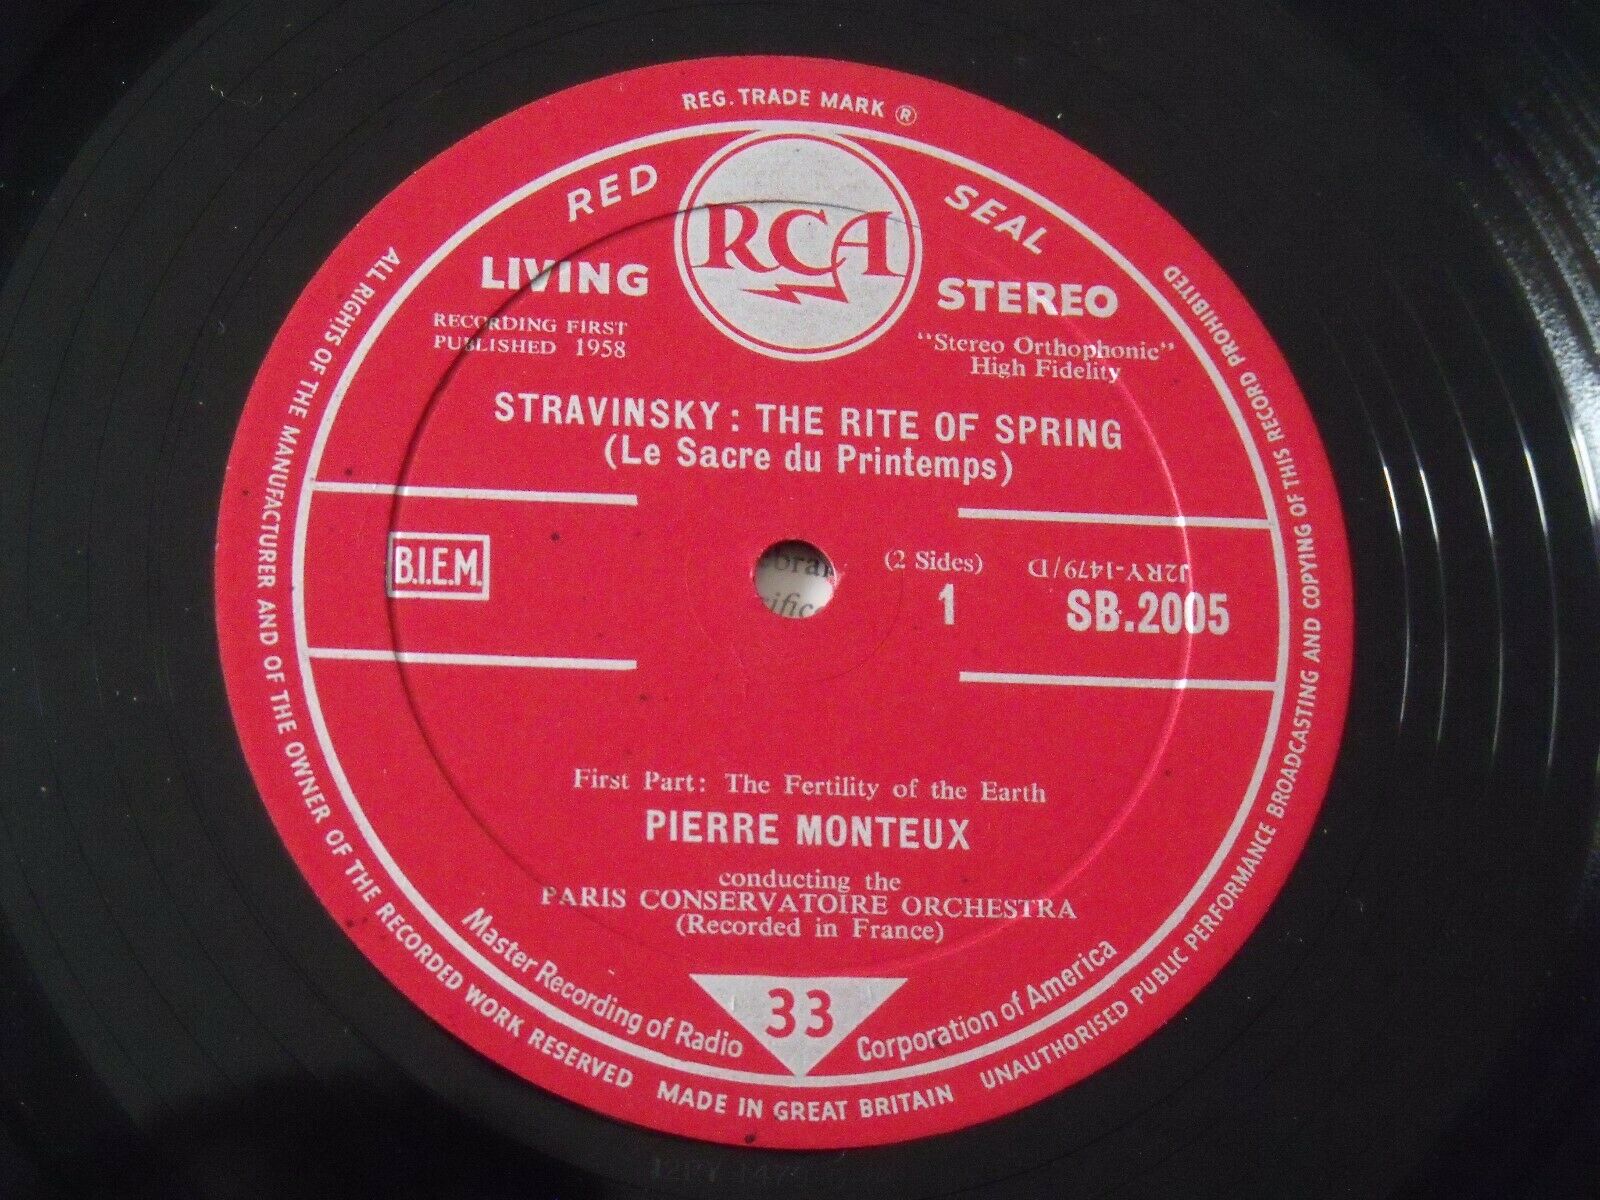 REG. TRADE MARK ®
RED SEAL
RCA
LIVING STEREO
RECORDING FIRST
PUBLISHED 1958
"Stereo Orthophonic"
High Fidelity
STRAVINSKY: THE RITE OF SPRING
(Le Sacre du Printemps)
B.I.E.M.
(2 Sides)
J2RY-1479/D
1
SB.2005
First Part: The Fertility of the Earth
PIERRE MONTEUX
conducting the
PARIS CONSERVATOIRE ORCHESTRA
(Recorded in France)
33
Master Recording of Radio Corporation of America
ALL RIGHTS OF THE MANUFACTURER AND OF THE OWNER OF THE RECORDED WORK RESERVED
MADE IN GREAT BRITAIN
UNAUTHORISED PUBLIC PERFORMANCE BROADCASTING AND COPYING OF THIS RECORD PROHIBITED